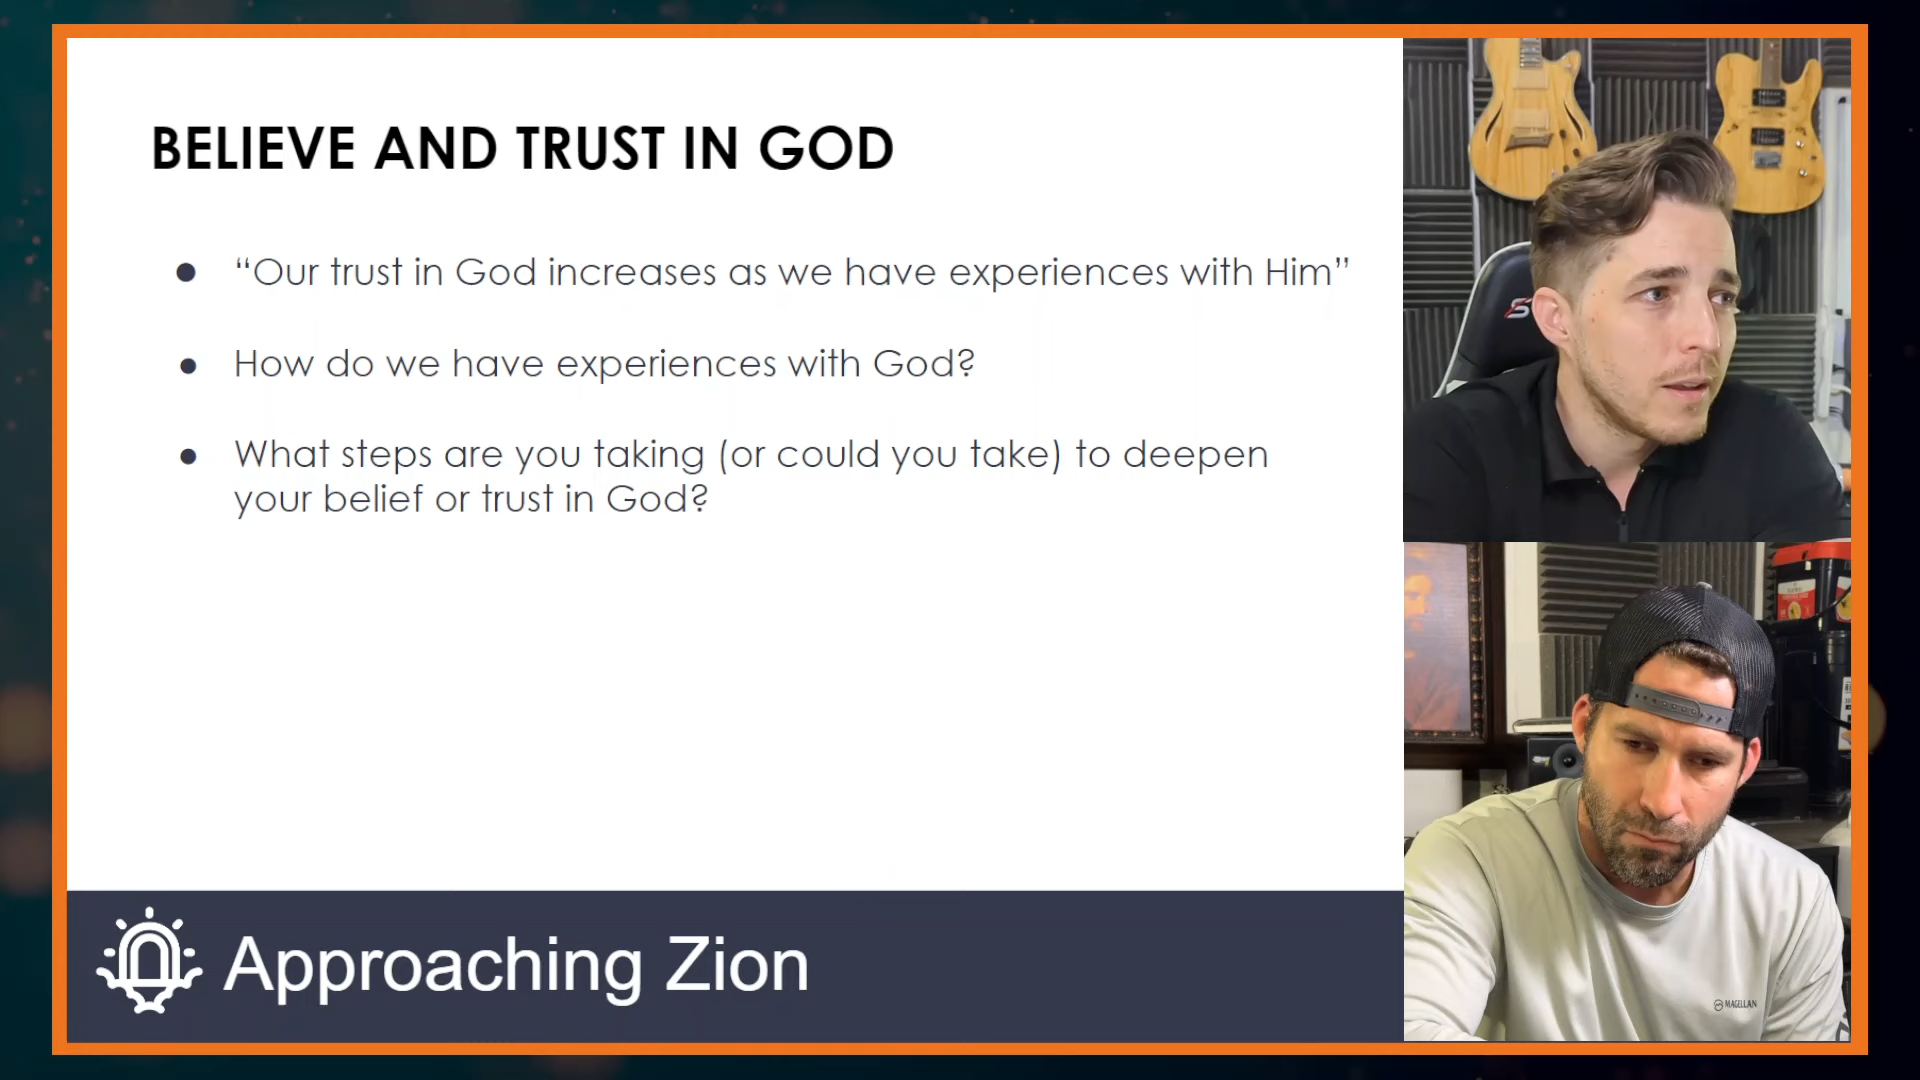 BELIEVE AND TRUST IN GOD
“Our trust in God increases as we have experiences with Him”
How do we have experiences with God?
What steps are you taking (or could you take) to deepen
your belief or trust in God?
Approaching Zion
MAGELLAN